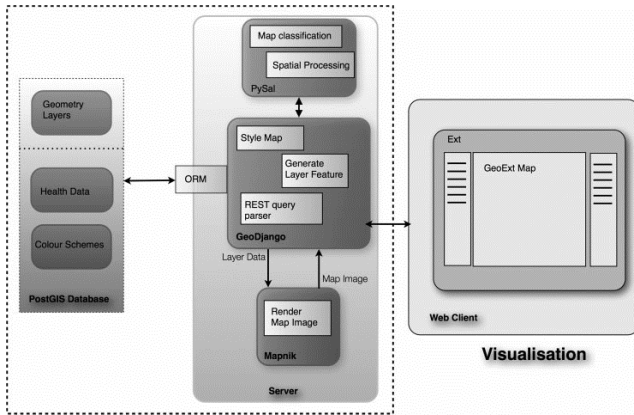 Map classification
Spatial Processing
PySal
Geometry
Layers
Health Data
Colour Schemes
PostGIS Database
ORM
Style Map
Generate
Layer Feature
REST query
parser
GeoDjango
Layer Data
Map Image
Render
Map Image
Mapnik
Server
Ext
GeoExt Map
Web Client
Visualisation